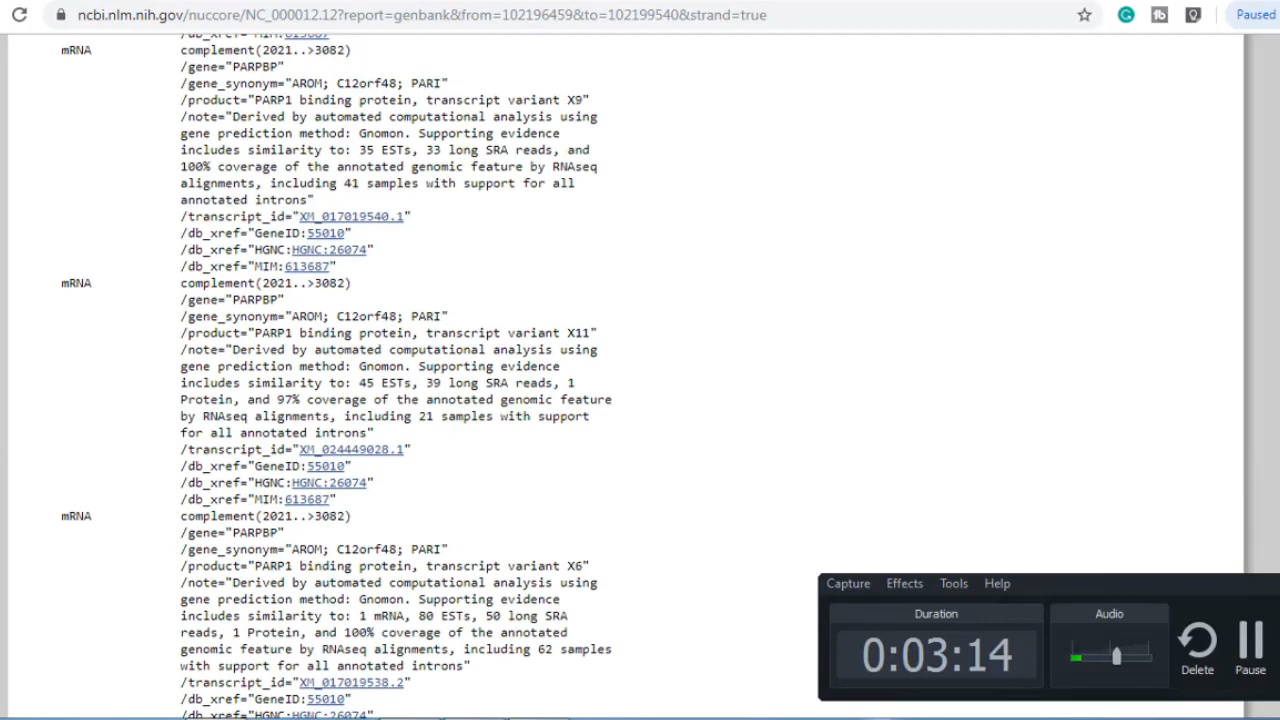 ncbi.nlm.nih.gov/nuccore/NC_000012.12?report=genbank&from=102196459&to=102199540&strand=true
Paused
/db_xref="MIM:613687"
mRNA complement(2021..>3082)
/gene="PARPBP"
/gene_synonym="AROM; C12orf48; PARI"
/product="PARP1 binding protein, transcript variant X9"
/note="Derived by automated computational analysis using
gene prediction method: Gnomon. Supporting evidence
includes similarity to: 35 ESTs, 33 long SRA reads, and
100% coverage of the annotated genomic feature by RNAseq
alignments, including 41 samples with support for all
annotated introns"
/transcript_id="XM_017019540.1"
/db_xref="GeneID:55010"
/db_xref="HGNC:HGNC:26074"
/db_xref="MIM:613687"
mRNA complement(2021..>3082)
/gene="PARPBP"
/gene_synonym="AROM; C12orf48; PARI"
/product="PARP1 binding protein, transcript variant X11"
/note="Derived by automated computational analysis using
gene prediction method: Gnomon. Supporting evidence
includes similarity to: 45 ESTs, 39 long SRA reads, 1
Protein, and 97% coverage of the annotated genomic feature
by RNAseq alignments, including 21 samples with support
for all annotated introns"
/transcript_id="XM_024449028.1"
/db_xref="GeneID:55010"
/db_xref="HGNC:HGNC:26074"
/db_xref="MIM:613687"
mRNA complement(2021..>3082)
/gene="PARPBP"
/gene_synonym="AROM; C12orf48; PARI"
/product="PARP1 binding protein, transcript variant X6"
/note="Derived by automated computational analysis using
gene prediction method: Gnomon. Supporting evidence
includes similarity to: 1 mRNA, 80 ESTs, 50 long SRA
reads, 1 Protein, and 100% coverage of the annotated
genomic feature by RNAseq alignments, including 62 samples
with support for all annotated introns"
/transcript_id="XM_017019538.2"
/db_xref="GeneID:55010"
/db_xref="HGNC:HGNC:26074"
Capture Effects Tools Help
Duration
0:03:14
Audio
Delete
Pause